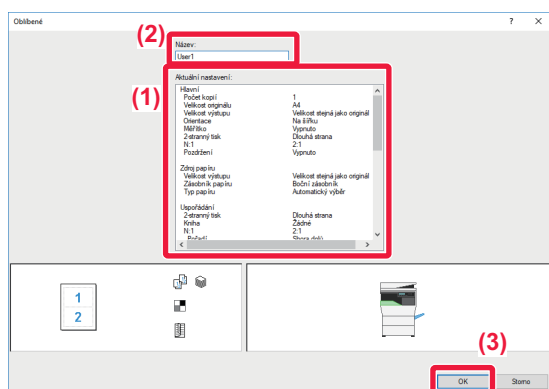 Oblíbené ? ×
(2)
Název:
User1
(1)
Aktuální nastavení:
Hlavní
Počet kopií 1
Velikost originálu A4
Velikost výstupu Velikost stejná jako originál
Orientace Na šířku
Měřítko Vypnuto
2-stranný tisk Dlouhá strana
N:1 2:1
Pozdržení Vypnuto
Zdroj papíru
Velikost výstupu Velikost stejná jako originál
Zásobník papíru Boční zásobník
Typ papíru Automatický výběr
Uspořádání
2-stranný tisk Dlouhá strana
Kniha Žádné
N:1 2:1
Pořadí Shora dolů
1
2
(3)
OK Storno